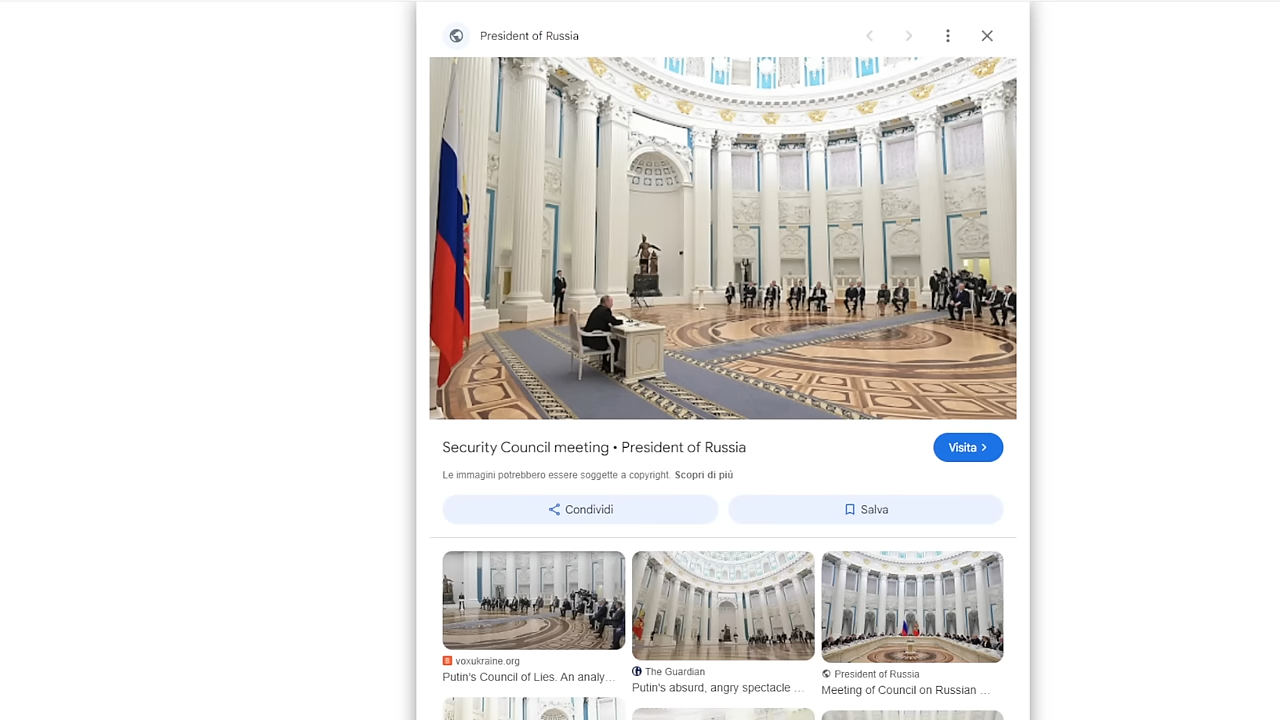 President of Russia
Security Council meeting • President of Russia
Visita
Le immagini potrebbero essere soggette a copyright. Scopri di più
Condividi
Salva
voxukraine.org
Putin's Council of Lies. An analy...
The Guardian
Putin's absurd, angry spectacle ...
President of Russia
Meeting of Council on Russian ...